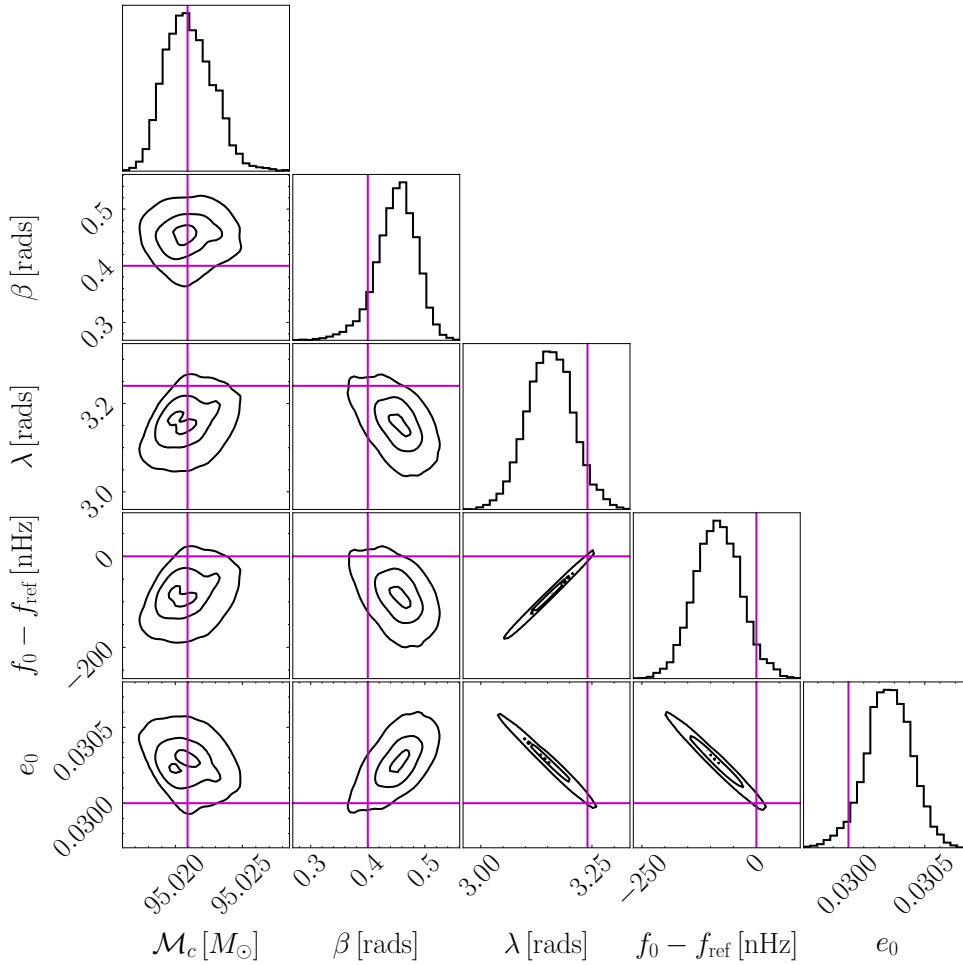 β [rads]
0.5
0.4
0.3
λ [rads]
3.2
3.0
f₀ − f_ref [nHz]
0
−200
e₀
0.0305
0.0300
95.020
95.025
0.3
0.4
0.5
3.00
3.25
−250
0
0.0300
0.0305
ℳ_c [M_⊙]
β [rads]
λ [rads]
f₀ − f_ref [nHz]
e₀